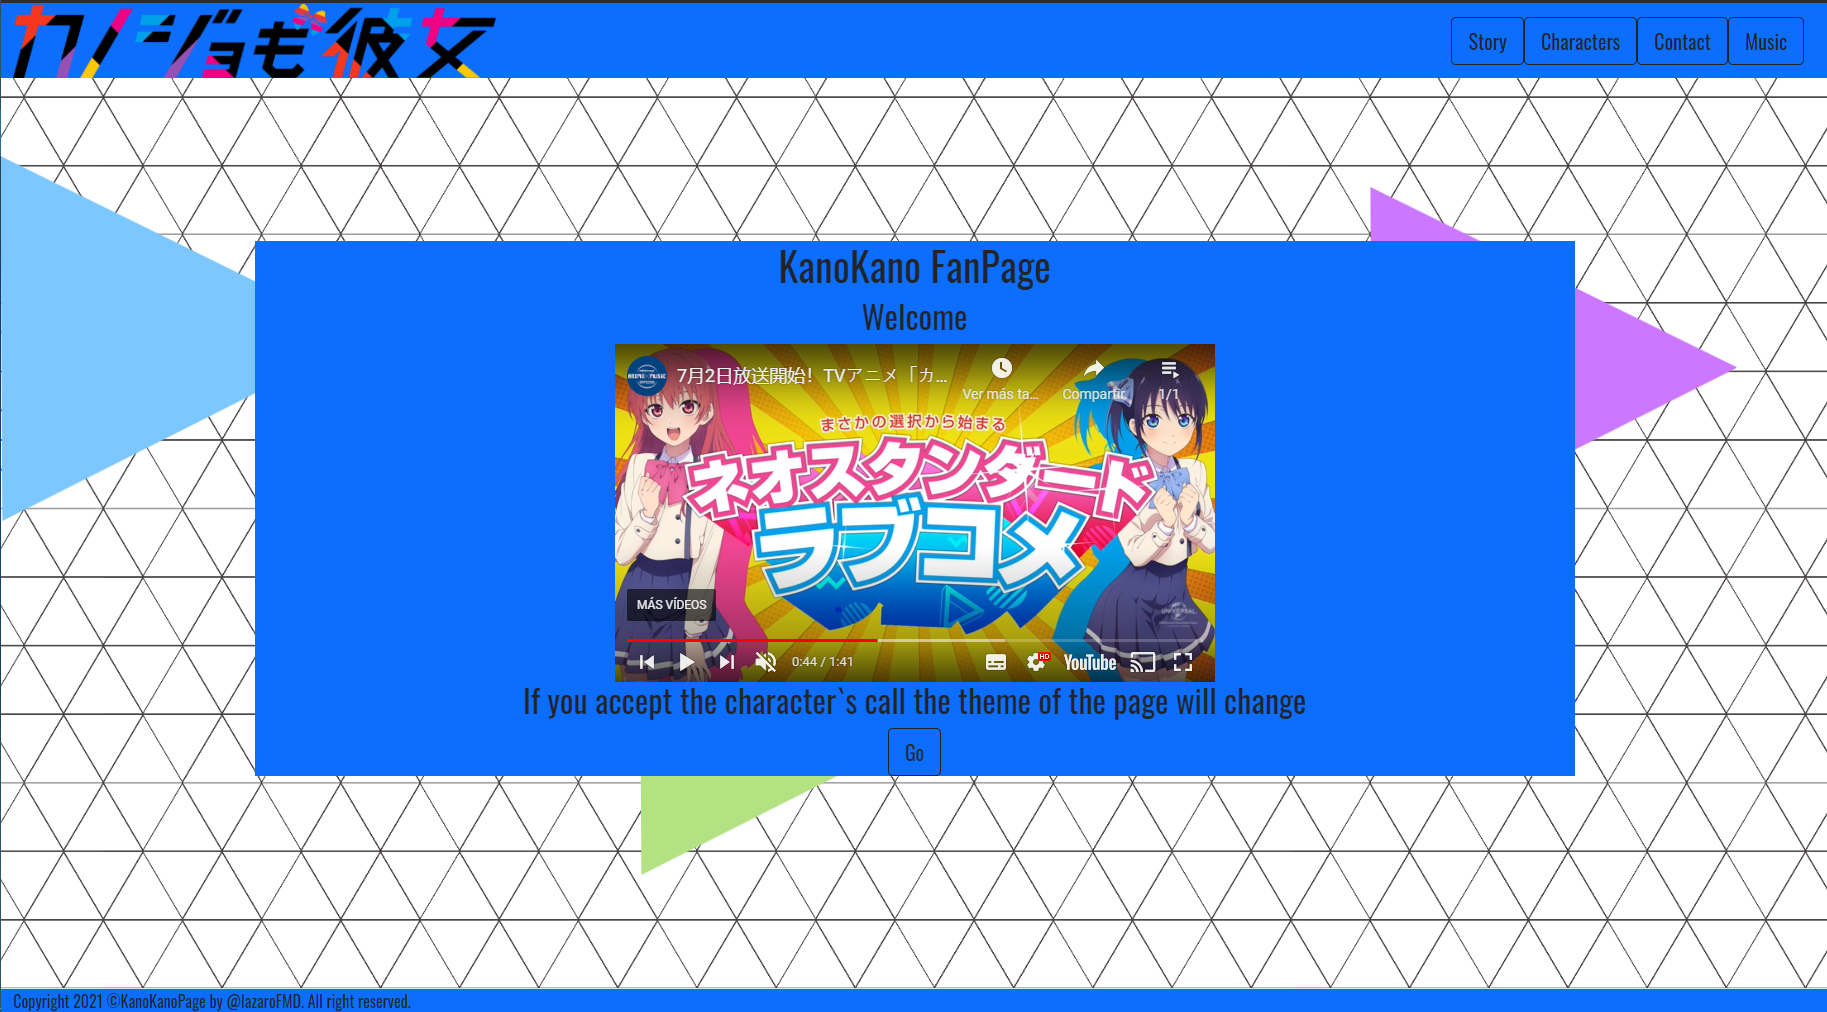 カノジョも彼女
Story
Characters
Contact
Music
KanoKano FanPage
Welcome
ANIME MUSIC
7月2日放送開始! TVアニメ「カ...
Ver más ta...
Compartir
1/1
まさかの選択から始まる
ネオスタンダード
ラブコメ
UNIVERSAL
MÁS VÍDEOS
0:44 / 1:41
HD
YouTube
If you accept the character`s call the theme of the page will change
Go
Copyright 2021 ©KanoKanoPage by @lazaroFMD. All right reserved.